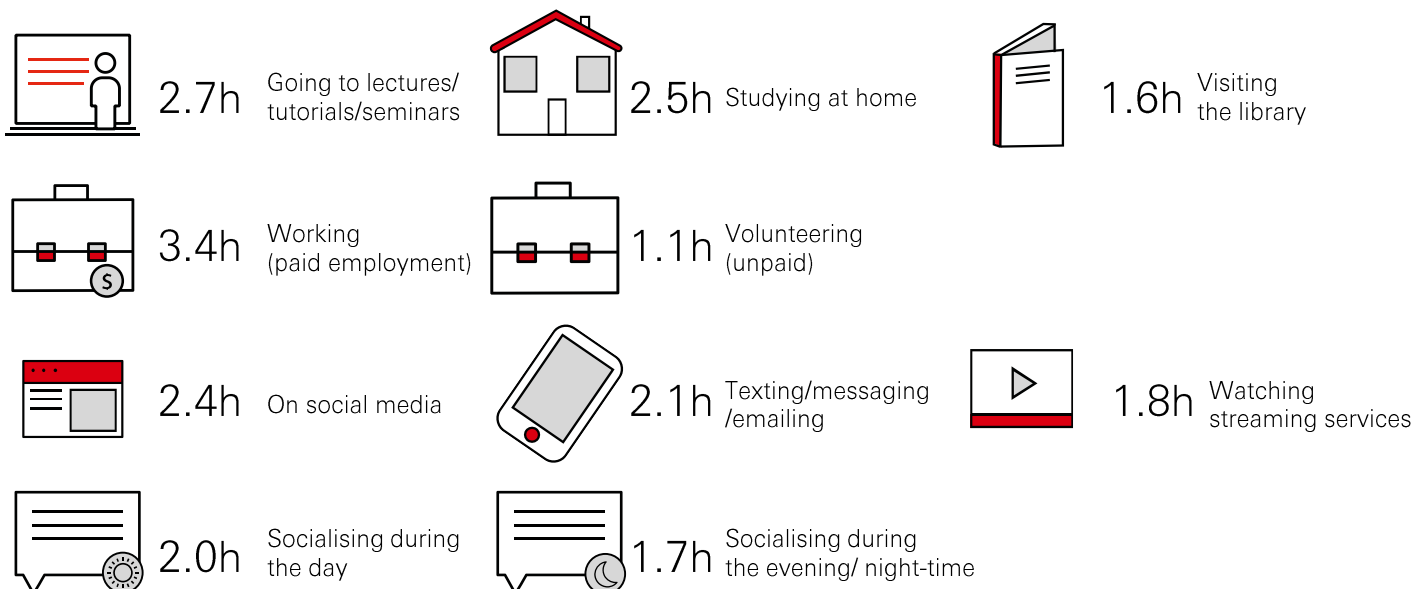 2.7h
Going to lectures/
tutorials/seminars
2.5h
Studying at home
1.6h
Visiting
the library
3.4h
Working
(paid employment)
$
1.1h
Volunteering
(unpaid)
2.4h
On social media
2.1h
Texting/messaging
/emailing
1.8h
Watching
streaming services
2.0h
Socialising during
the day
1.7h
Socialising during
the evening/ night-time